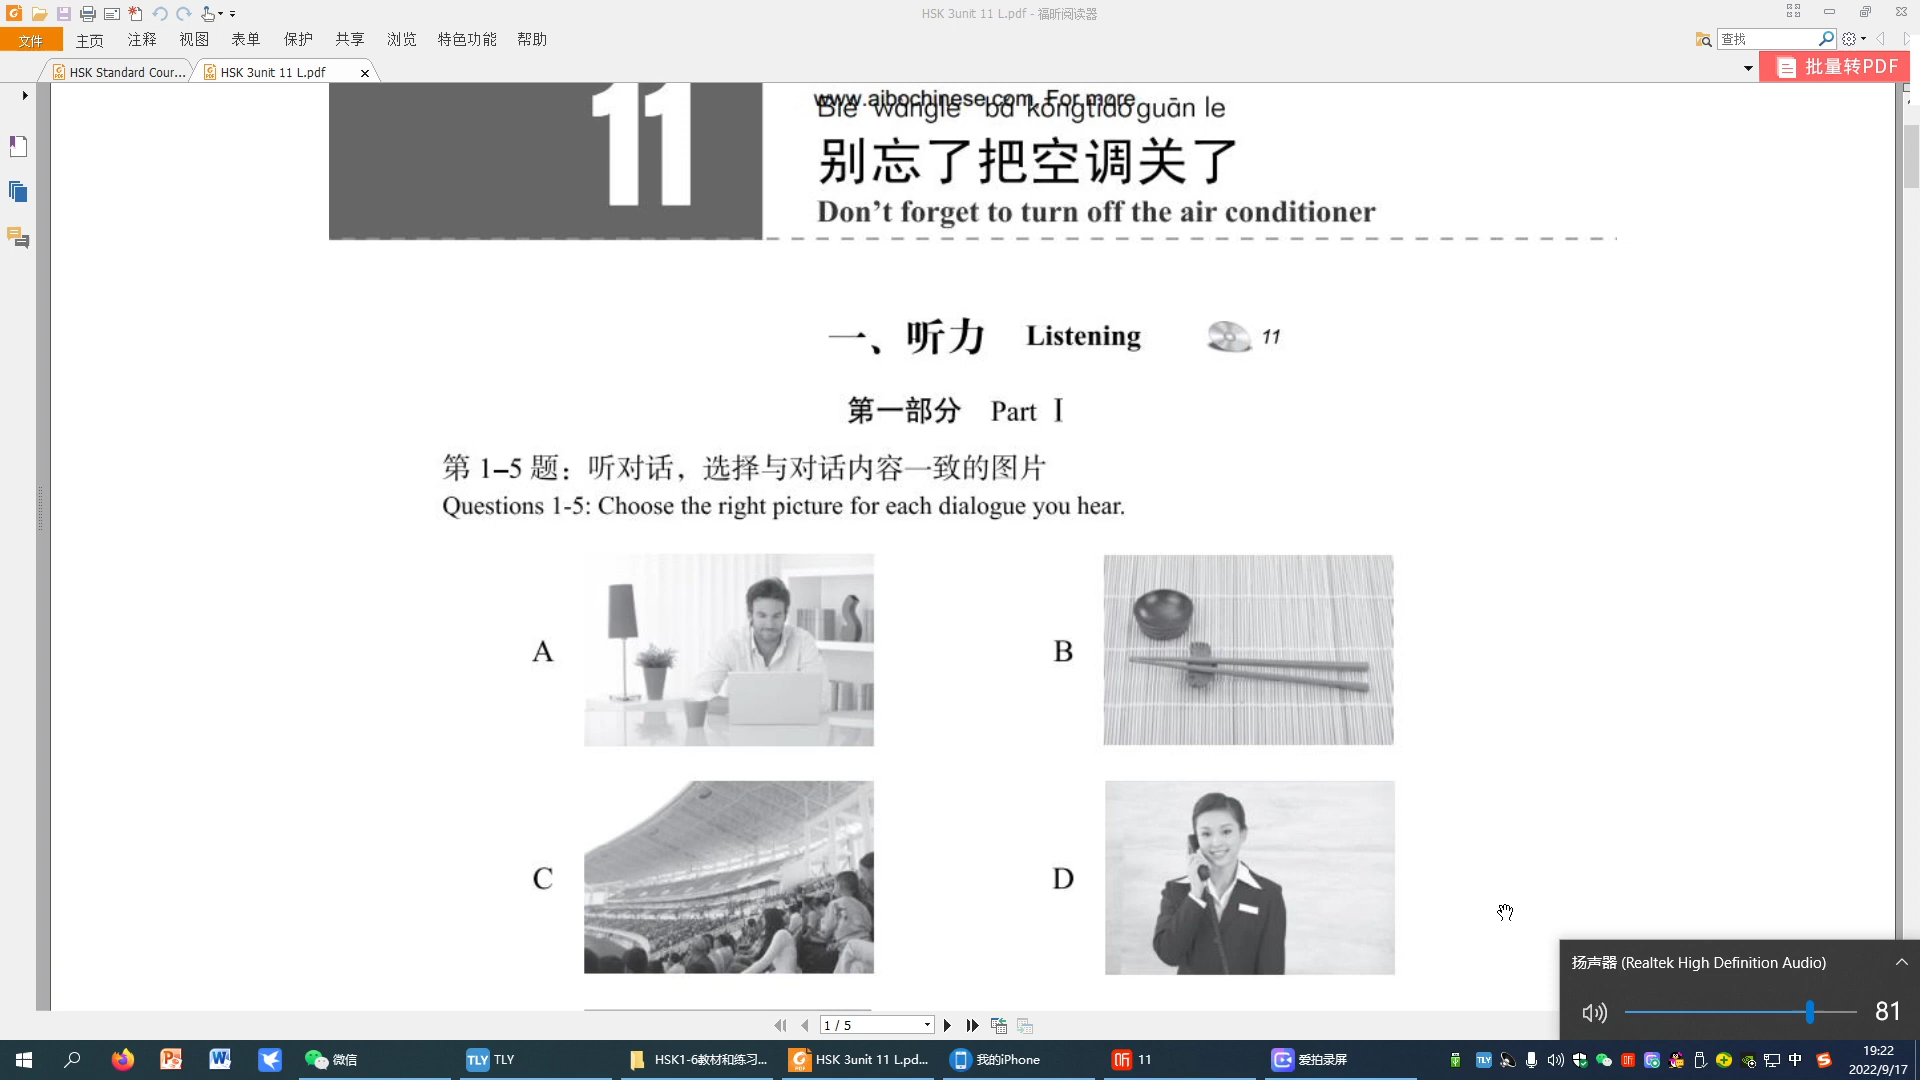 HSK 3unit 11 L.pdf - 福昕阅读器
文件 主页 注释 视图 表单 保护 共享 浏览 特色功能 帮助
查找
HSK Standard Cour...
HSK 3unit 11 L.pdf
批量转PDF
11
www.aibochinese.com. For more
Bié wàngle bǎ kōngtiáo guān le
别忘了把空调关了
Don't forget to turn off the air conditioner
一、听力 Listening 11
第一部分 Part I
第 1–5 题：听对话，选择与对话内容一致的图片
Questions 1-5: Choose the right picture for each dialogue you hear.
A
B
C
D
扬声器 (Realtek High Definition Audio)
81
1 / 5
微信
TLY TLY
HSK1-6教材和练习...
HSK 3unit 11 L.pd...
我的iPhone
听 11
爱拍录屏
中
19:22
2022/9/17